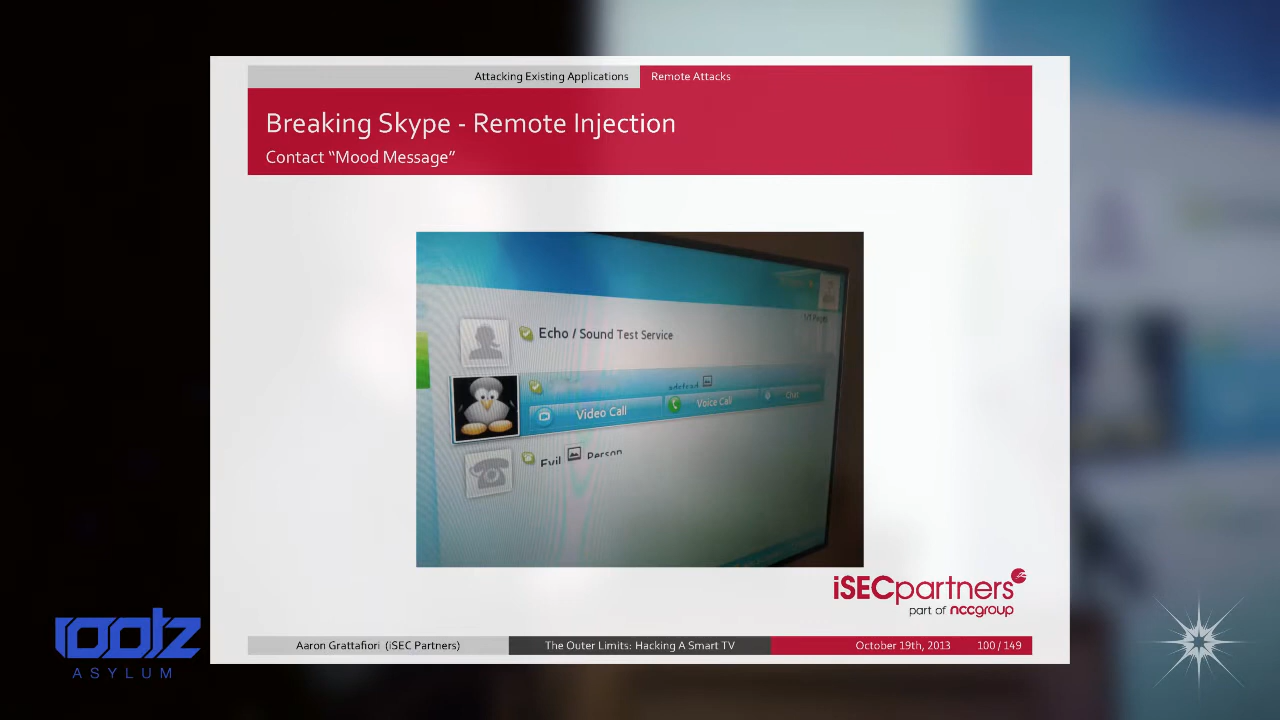 Attacking Existing Applications
Remote Attacks
Breaking Skype - Remote Injection
Contact “Mood Message”
Echo / Sound Test Service
Video Call
Voice Call
Chat
Evil Person
iSECpartners
part of nccgroup
Aaron Grattafiori (iSEC Partners)
The Outer Limits: Hacking A Smart TV
October 19th, 2013
100 / 149
rootz
ASYLUM